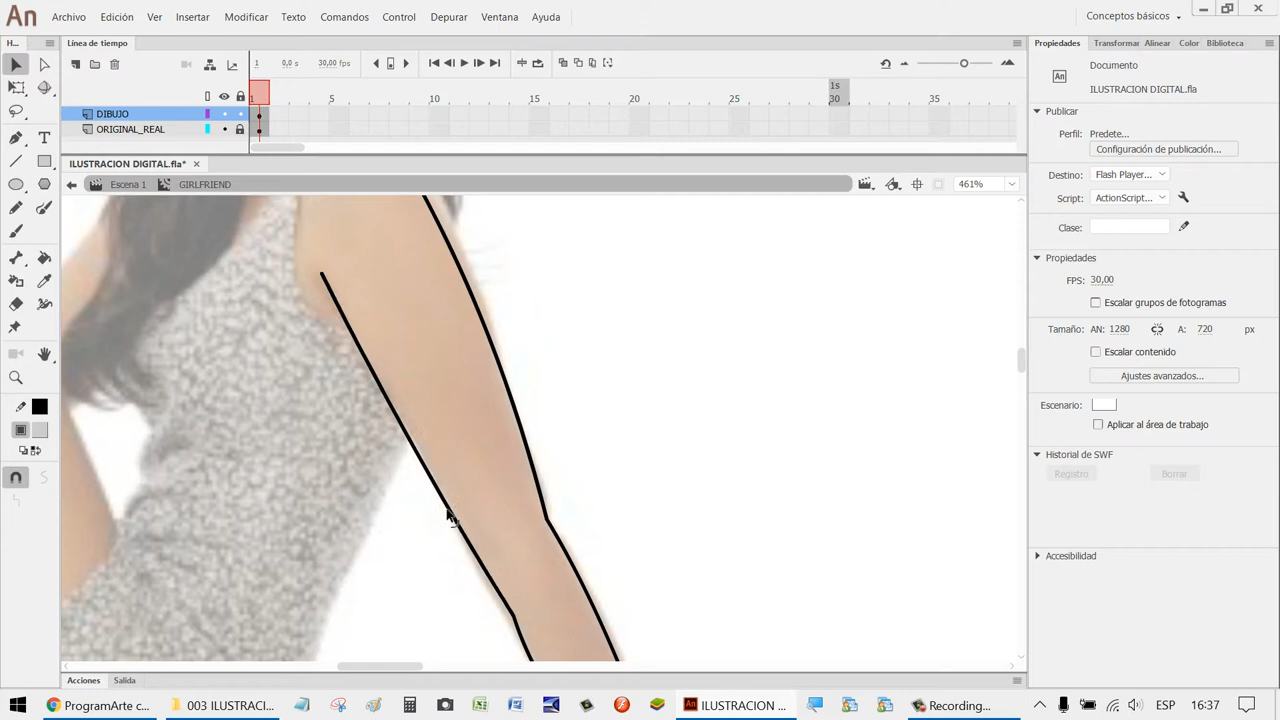 An Archivo Edición Ver Insertar Modificar Texto Comandos Control Depurar Ventana Ayuda Conceptos básicos
H... Línea de tiempo Propiedades Transformar Alinear Color Biblioteca
1 0,0 s 30,00 fps
An Documento
ILUSTRACION DIGITAL.fla
1s
1 5 10 15 20 25 30 35
DIBUJO
Publicar
ORIGINAL_REAL
Perfil: Predete...
Configuración de publicación...
ILUSTRACION DIGITAL.fla*
Destino: Flash Player...
Escena 1 GIRLFRIEND 461%
Script: ActionScript...
Clase:
Propiedades
FPS: 30,00
Escalar grupos de fotogramas
Tamaño: AN: 1280 A: 720 px
Escalar contenido
Ajustes avanzados...
Escenario:
Aplicar al área de trabajo
Historial de SWF
Registro Borrar
Accesibilidad
Acciones Salida
ProgramArte c... 003 ILUSTRACI... An ILUSTRACION ... Recording... ESP 16:37